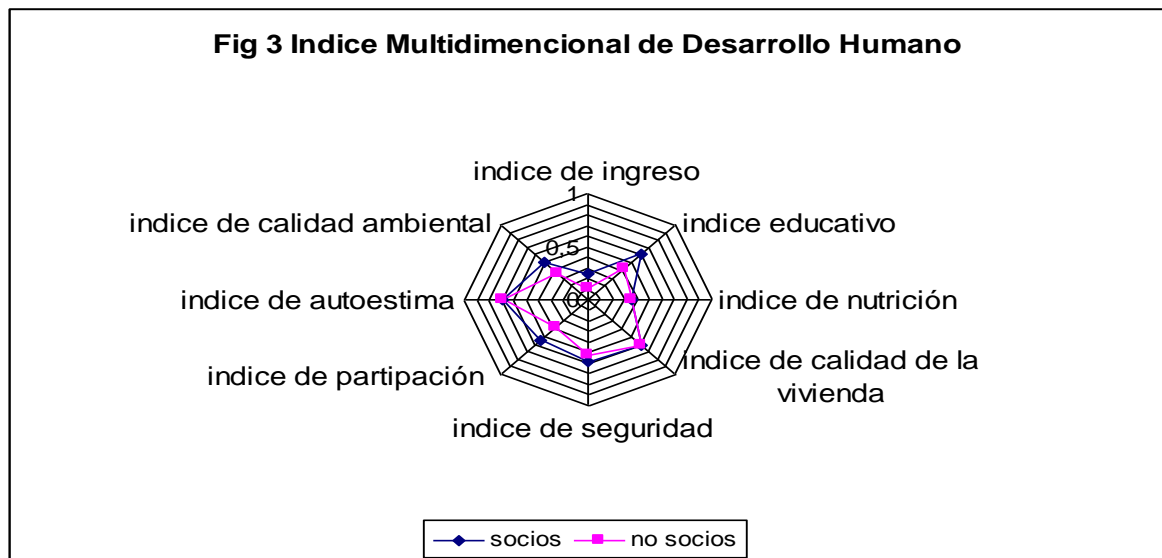 Fig 3 Indice Multidimencional de Desarrollo Humano
indice de ingreso
1
indice de calidad ambiental
indice educativo
0,5
indice de autoestima
0
indice de nutrición
indice de partipación
indice de calidad de la
vivienda
indice de seguridad
socios
no socios